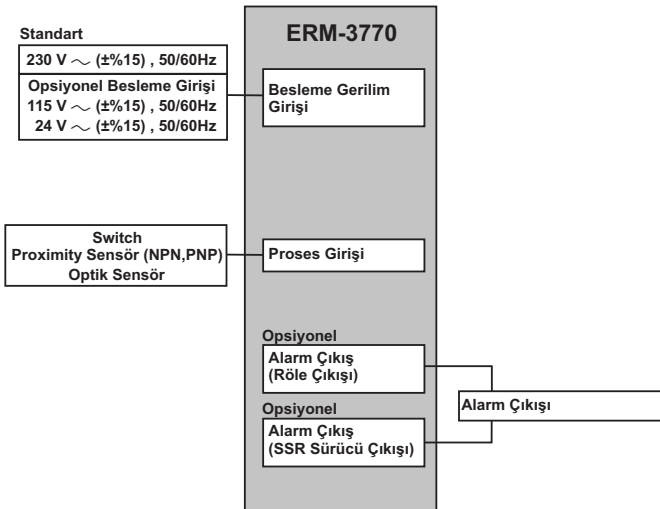 ERM-3770
Standart
230 V ~ (±%15) , 50/60Hz
Opsiyonel Besleme Girişi
115 V ~ (±%15) , 50/60Hz
24 V ~ (±%15) , 50/60Hz
Besleme Gerilim
Girişi
Switch
Proximity Sensör (NPN,PNP)
Optik Sensör
Proses Girişi
Opsiyonel
Alarm Çıkış
(Röle Çıkışı)
Opsiyonel
Alarm Çıkış
(SSR Sürücü Çıkışı)
Alarm Çıkışı